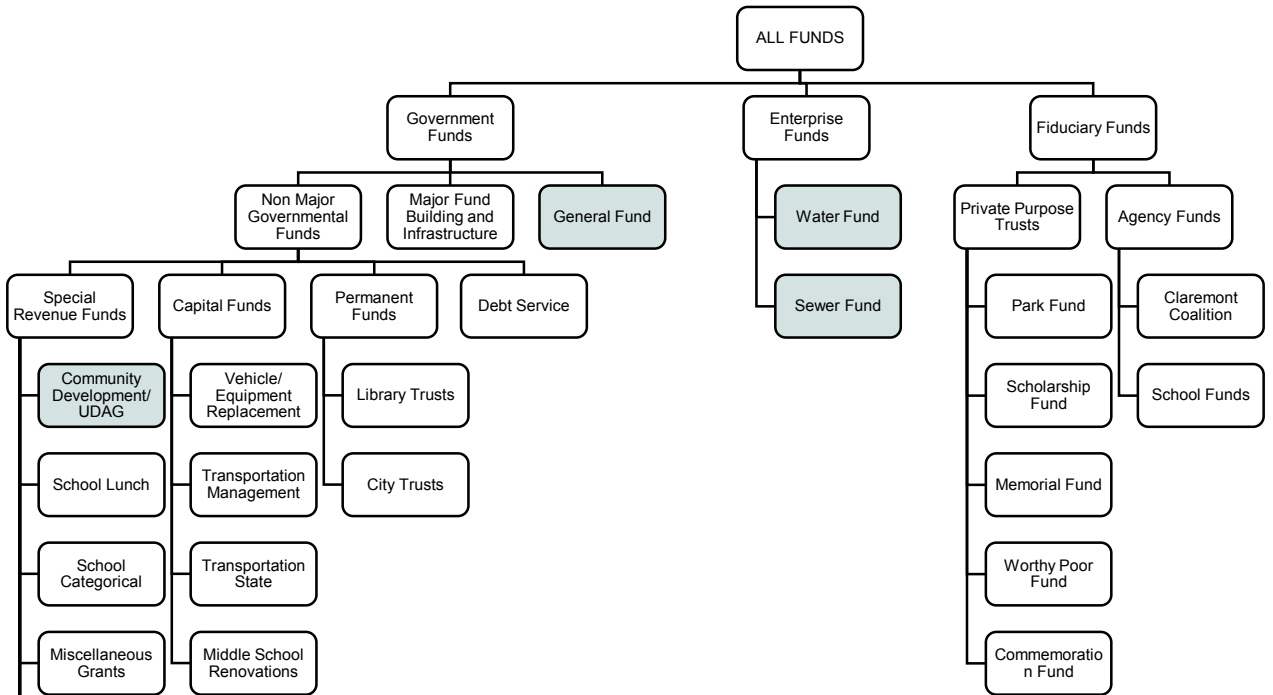 ALL FUNDS
Government
Funds
Enterprise
Funds
Fiduciary Funds
Non Major
Governmental
Funds
Major Fund
Building and
Infrastructure
General Fund
Water Fund
Private Purpose
Trusts
Agency Funds
Special
Revenue Funds
Capital Funds
Permanent
Funds
Debt Service
Sewer Fund
Park Fund
Claremont
Coalition
Community
Development/
UDAG
Vehicle/
Equipment
Replacement
Library Trusts
Scholarship
Fund
School Funds
School Lunch
Transportation
Management
City Trusts
Memorial Fund
School
Categorical
Transportation
State
Worthy Poor
Fund
Miscellaneous
Grants
Middle School
Renovations
Commemoratio
n Fund